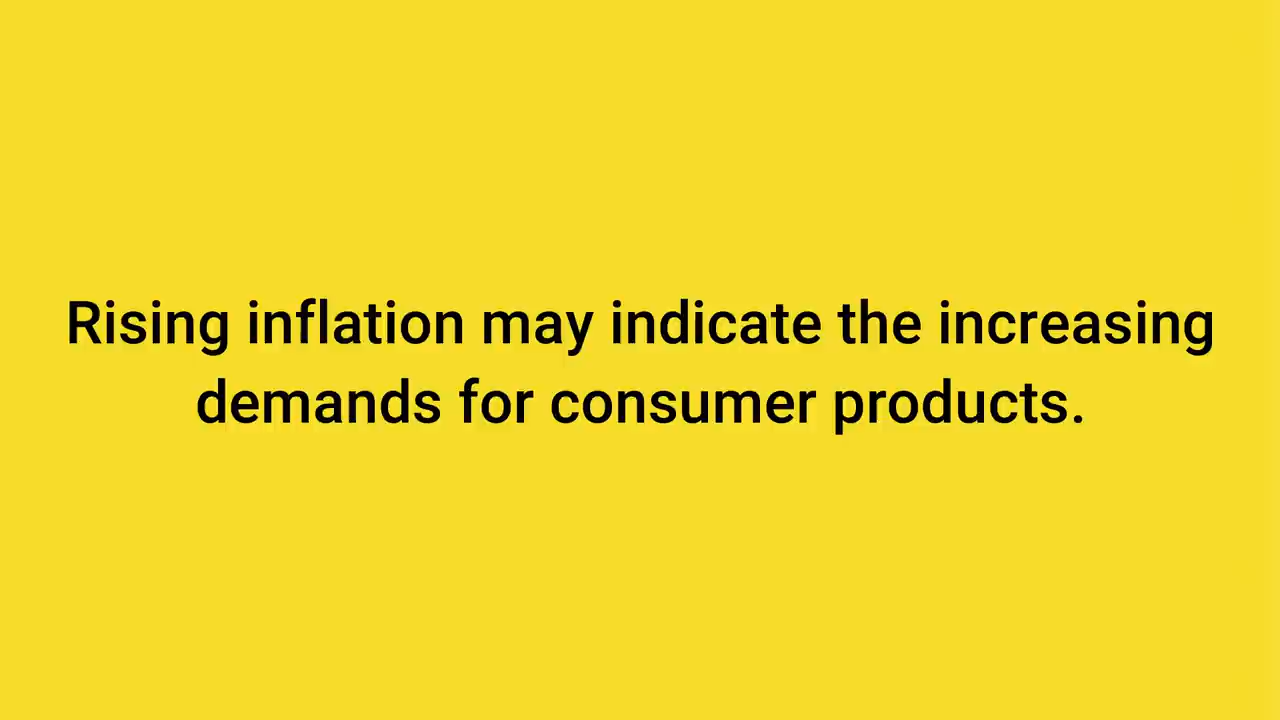 Rising inflation may indicate the increasing
demands for consumer products.